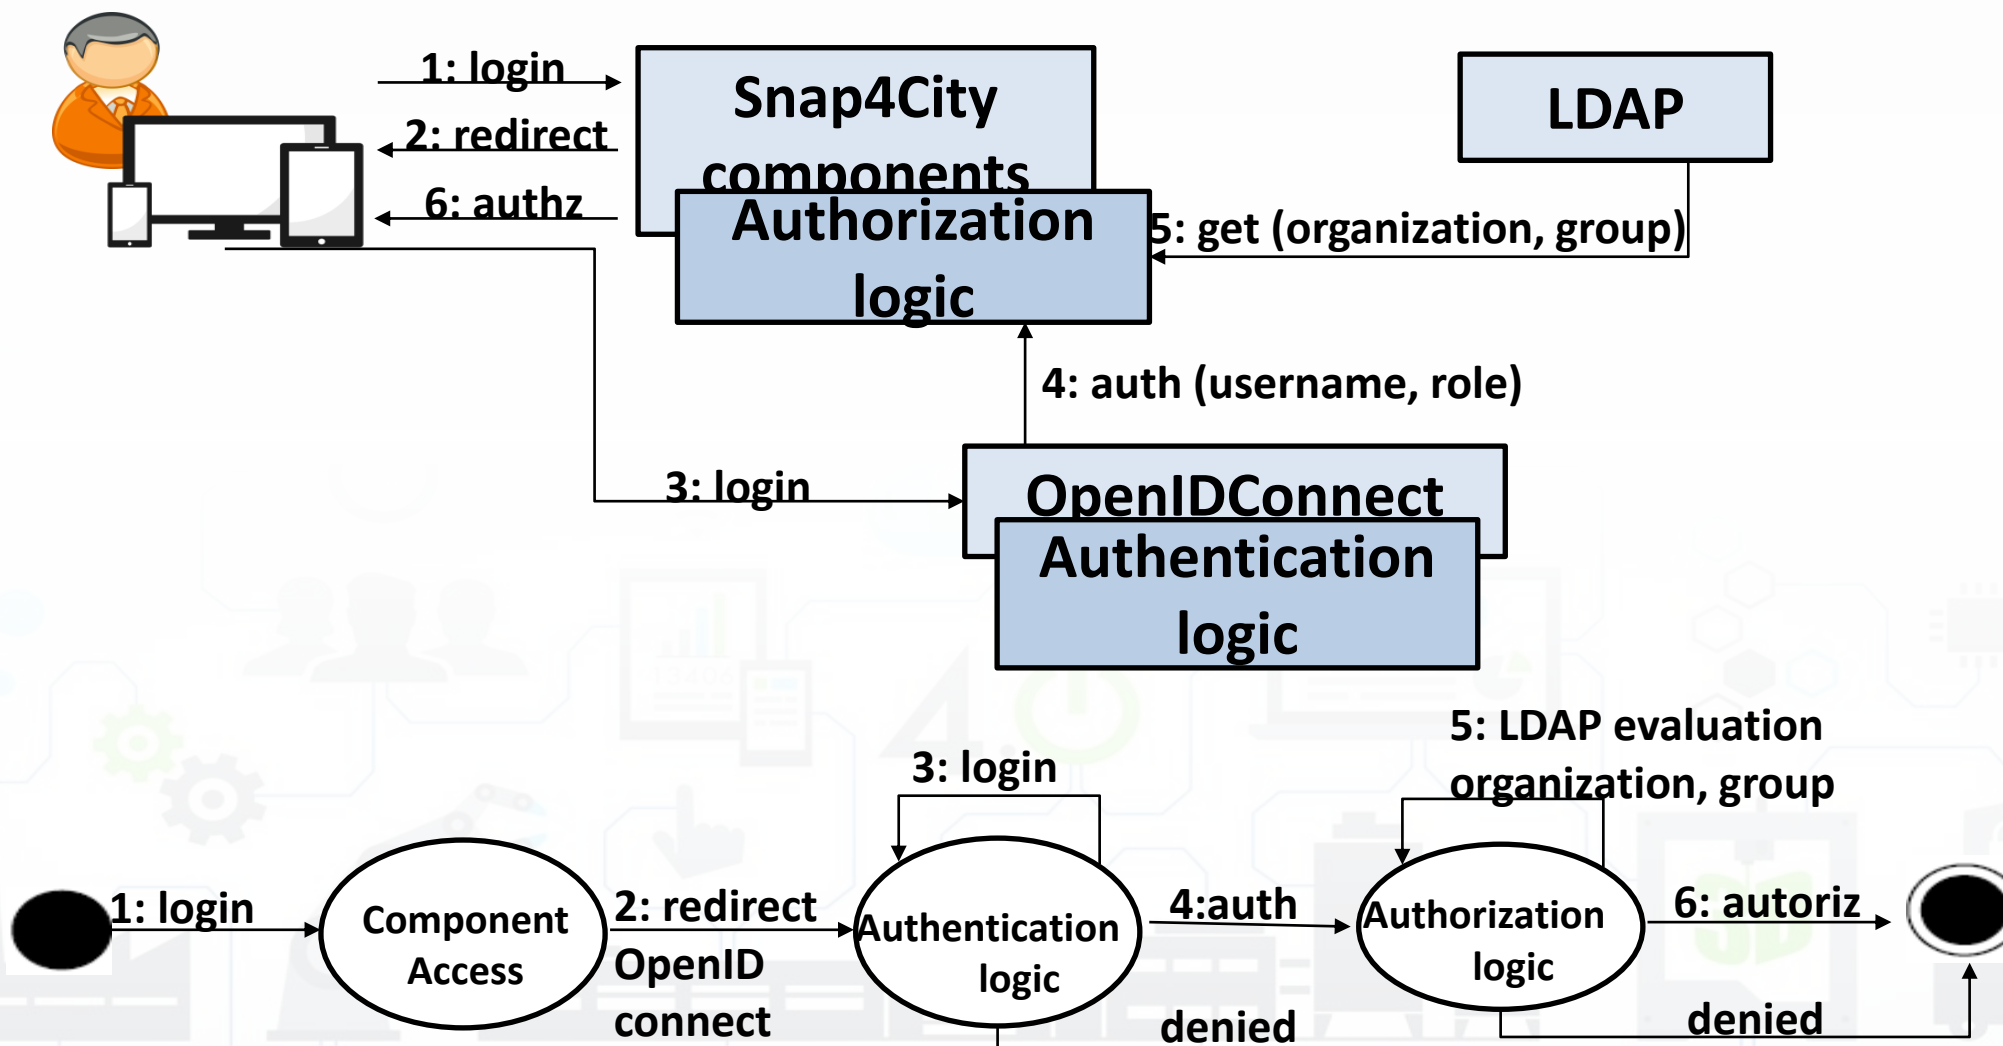 1: login
2: redirect
6: authz
Snap4City
components
Authorization
logic
LDAP
5: get (organization, group)
4: auth (username, role)
3: login
OpenIDConnect
Authentication
logic
3: login
5: LDAP evaluation
organization, group
1: login
Component
Access
2: redirect
OpenID
connect
Authentication
logic
4:auth
denied
Authorization
logic
6: autoriz
denied